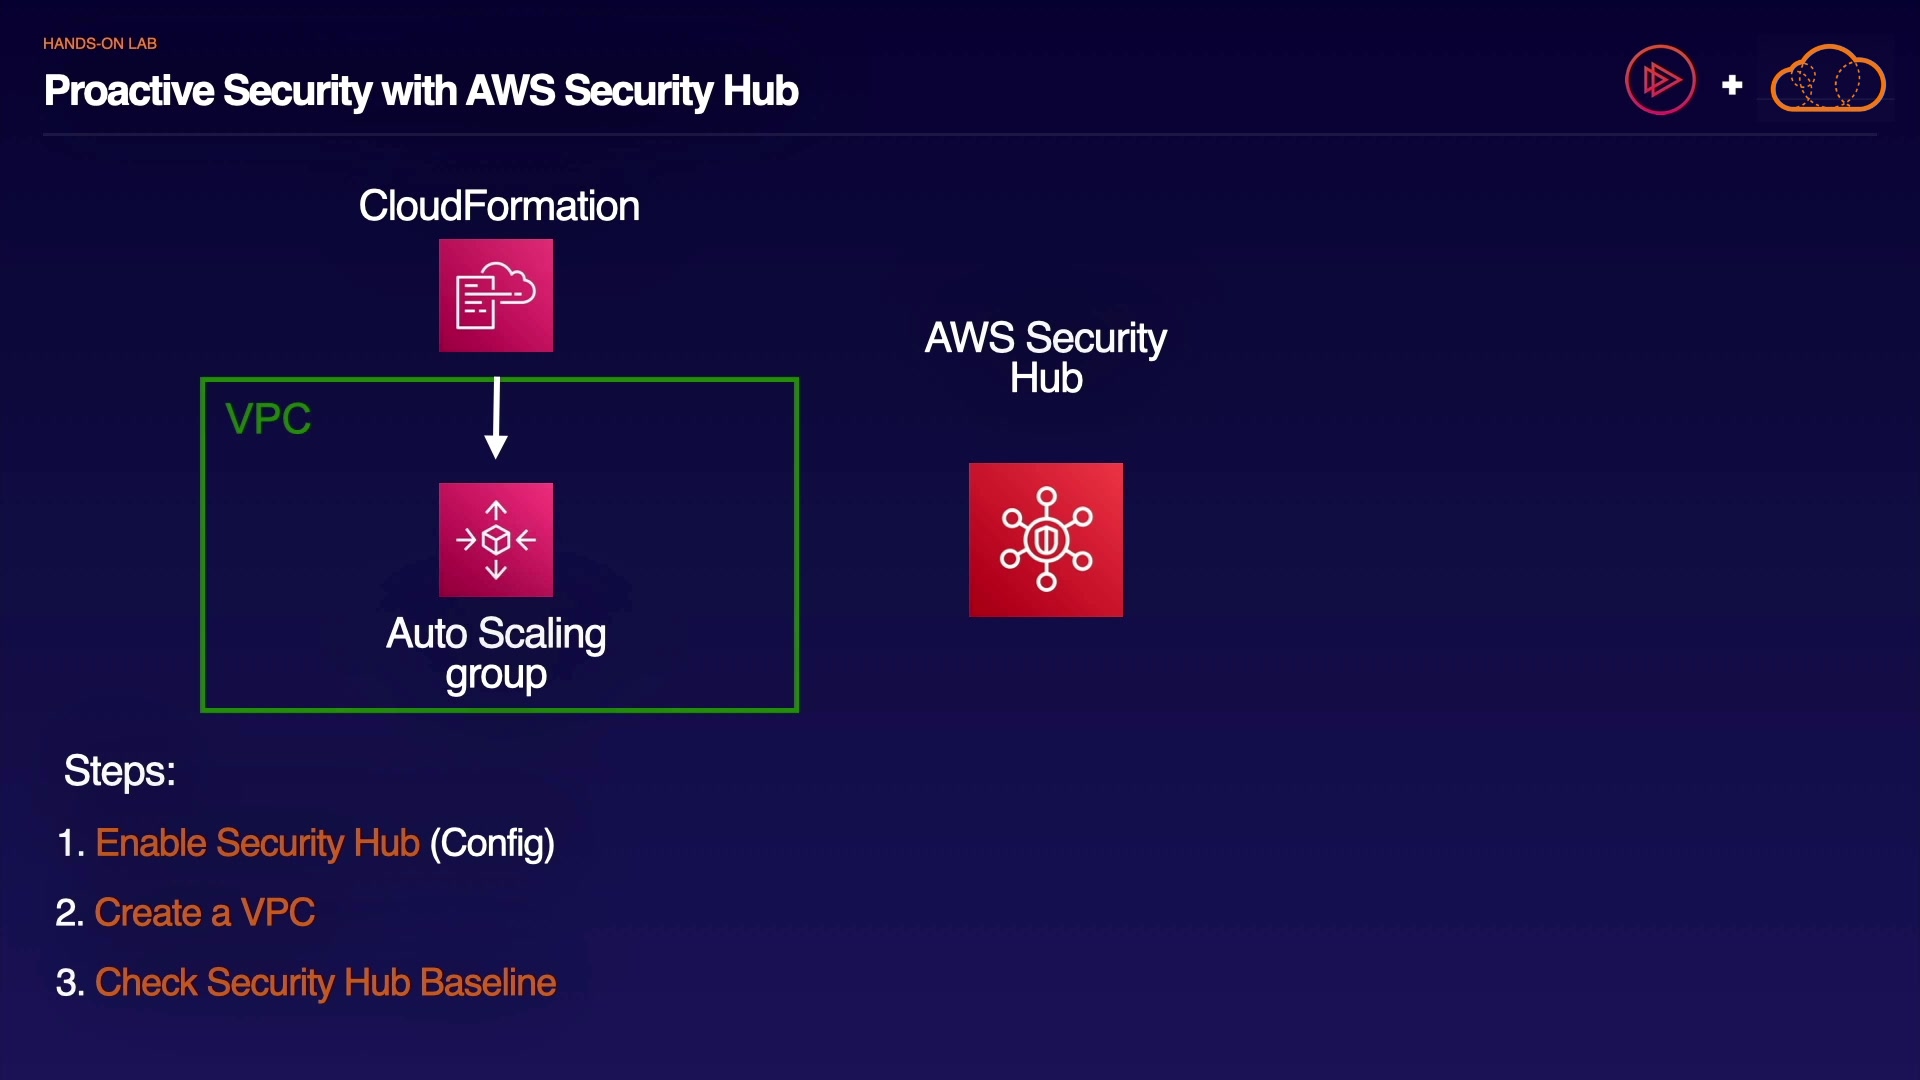 HANDS-ON LAB
Proactive Security with AWS Security Hub
CloudFormation
AWS Security
Hub
VPC
Auto Scaling
group
Steps:
1. Enable Security Hub (Config)
2. Create a VPC
3. Check Security Hub Baseline